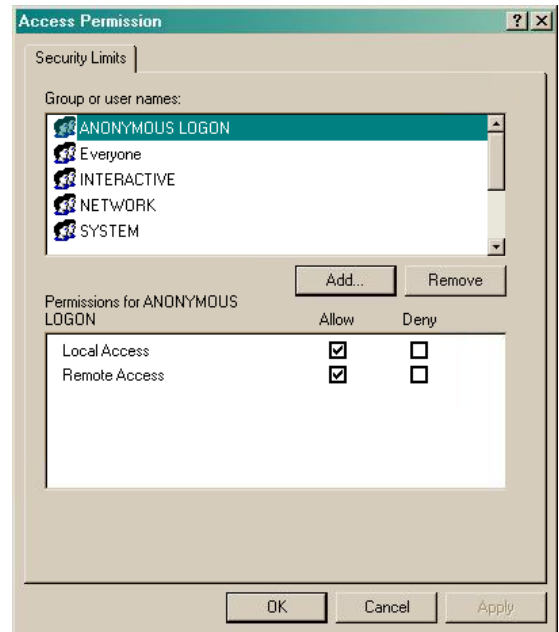 Access Permission
Security Limits
Group or user names:
ANONYMOUS LOGON
Everyone
INTERACTIVE
NETWORK
SYSTEM
Add... Remove
Permissions for ANONYMOUS
LOGON Allow Deny
Local Access
Remote Access
OK Cancel Apply